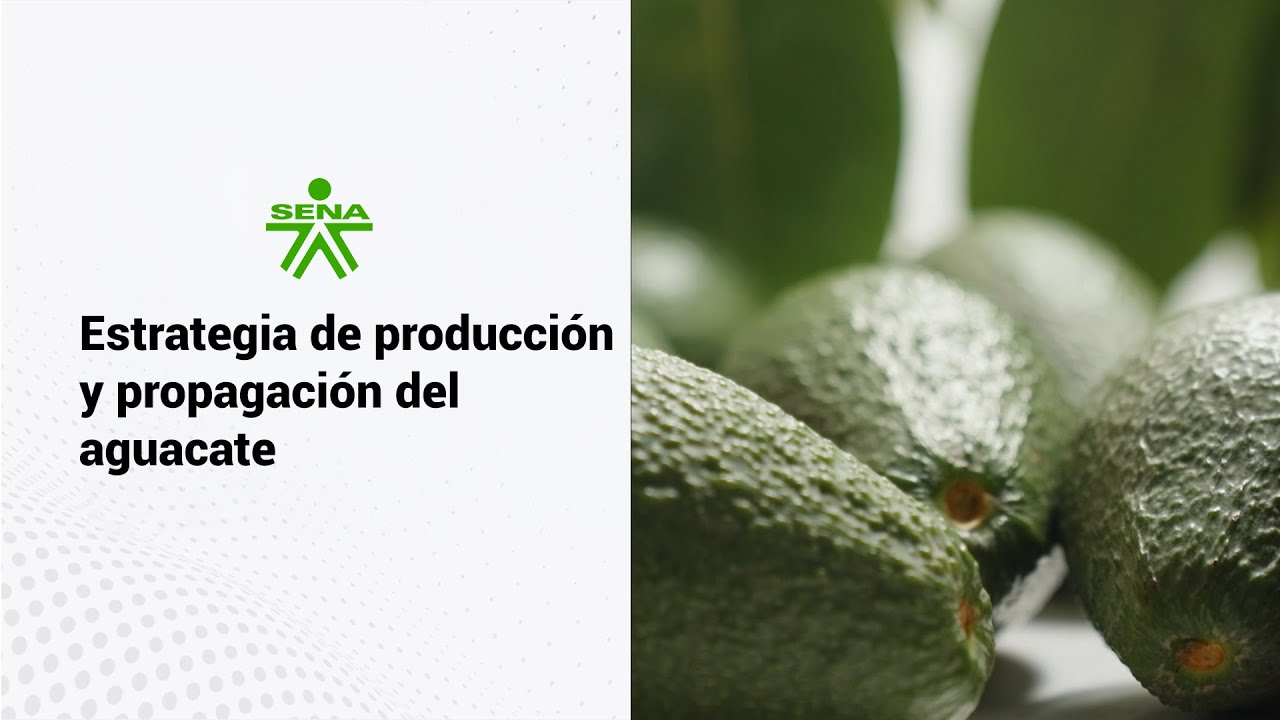 SENA
Estrategia de producción
y propagación del
aguacate